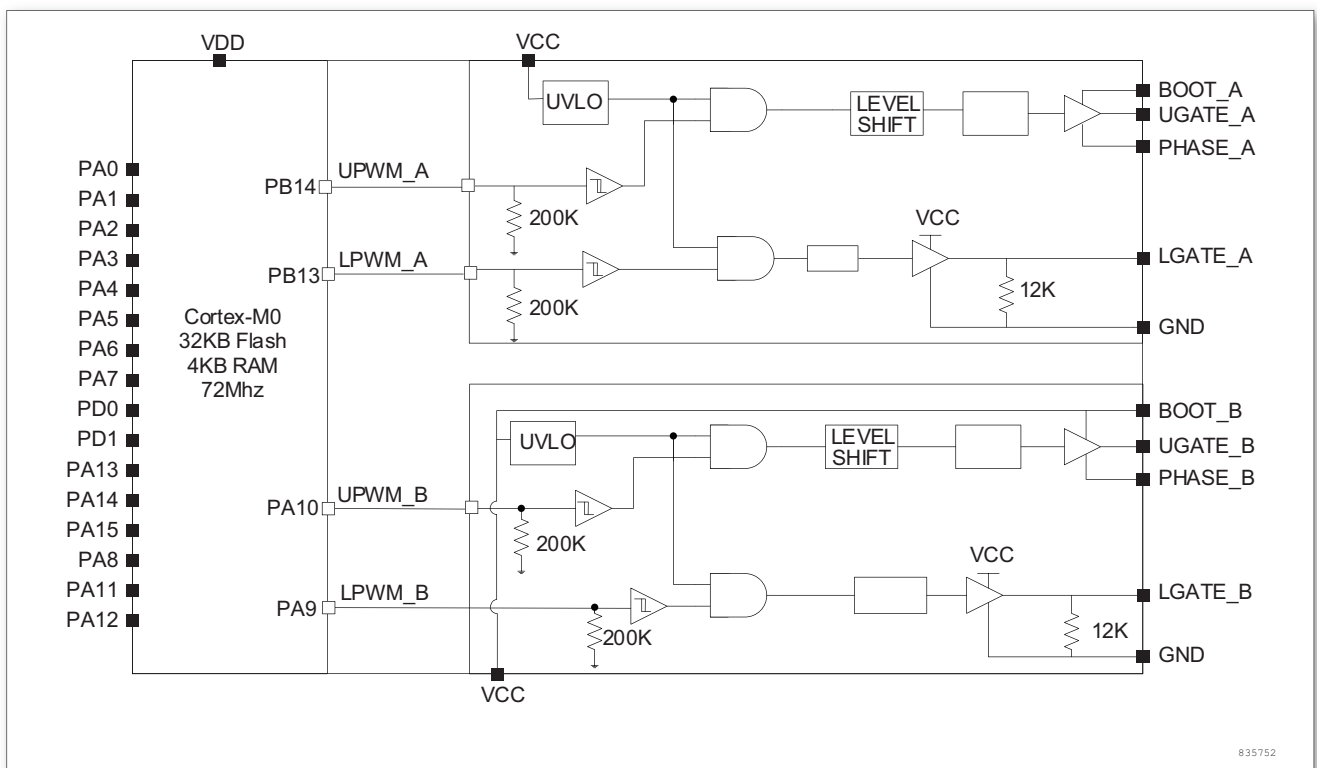 VDD
VCC
UVLO
LEVEL
SHIFT
BOOT_A
UGATE_A
PHASE_A
PA0
PA1
PA2
PA3
PA4
PA5
PA6
PA7
PD0
PD1
PA13
PA14
PA15
PA8
PA11
PA12
PB14
UPWM_A
200K
PB13
LPWM_A
200K
VCC
LGATE_A
12K
GND
Cortex-M0
32KB Flash
4KB RAM
72Mhz
BOOT_B
UVLO
LEVEL
SHIFT
UGATE_B
PHASE_B
PA10
UPWM_B
200K
VCC
PA9
LPWM_B
200K
LGATE_B
12K
GND
VCC
835752